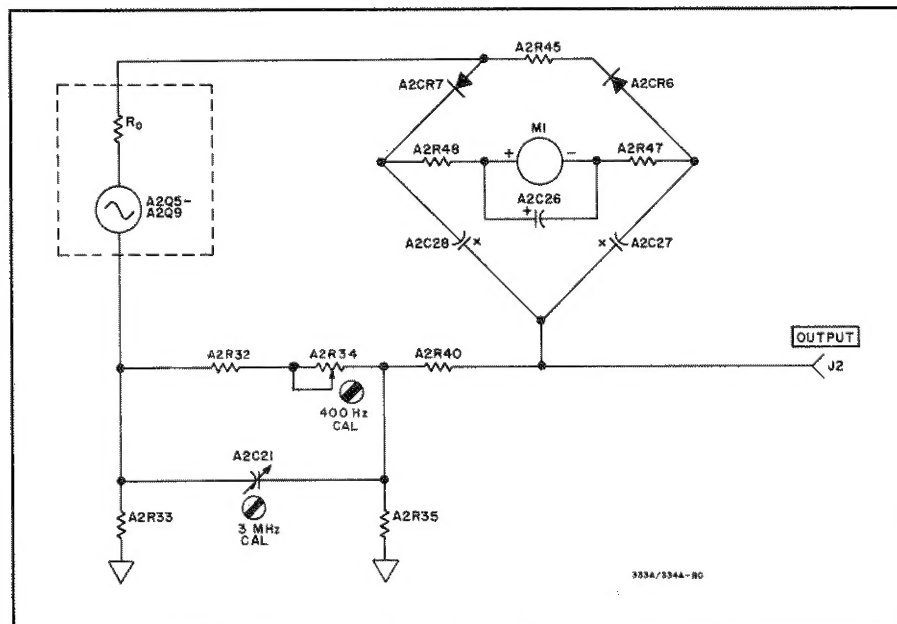 A2R45
A2CR7
A2CR6
R0
M1
A2R48
+
-
A2R47
A2Q5-
A2Q9
A2C26
+
A2C28
x
x
A2C27
OUTPUT
A2R32
A2R34
A2R40
J2
400 Hz
CAL
A2C21
A2R33
3 MHz
CAL
A2R35
333A/334A-BO